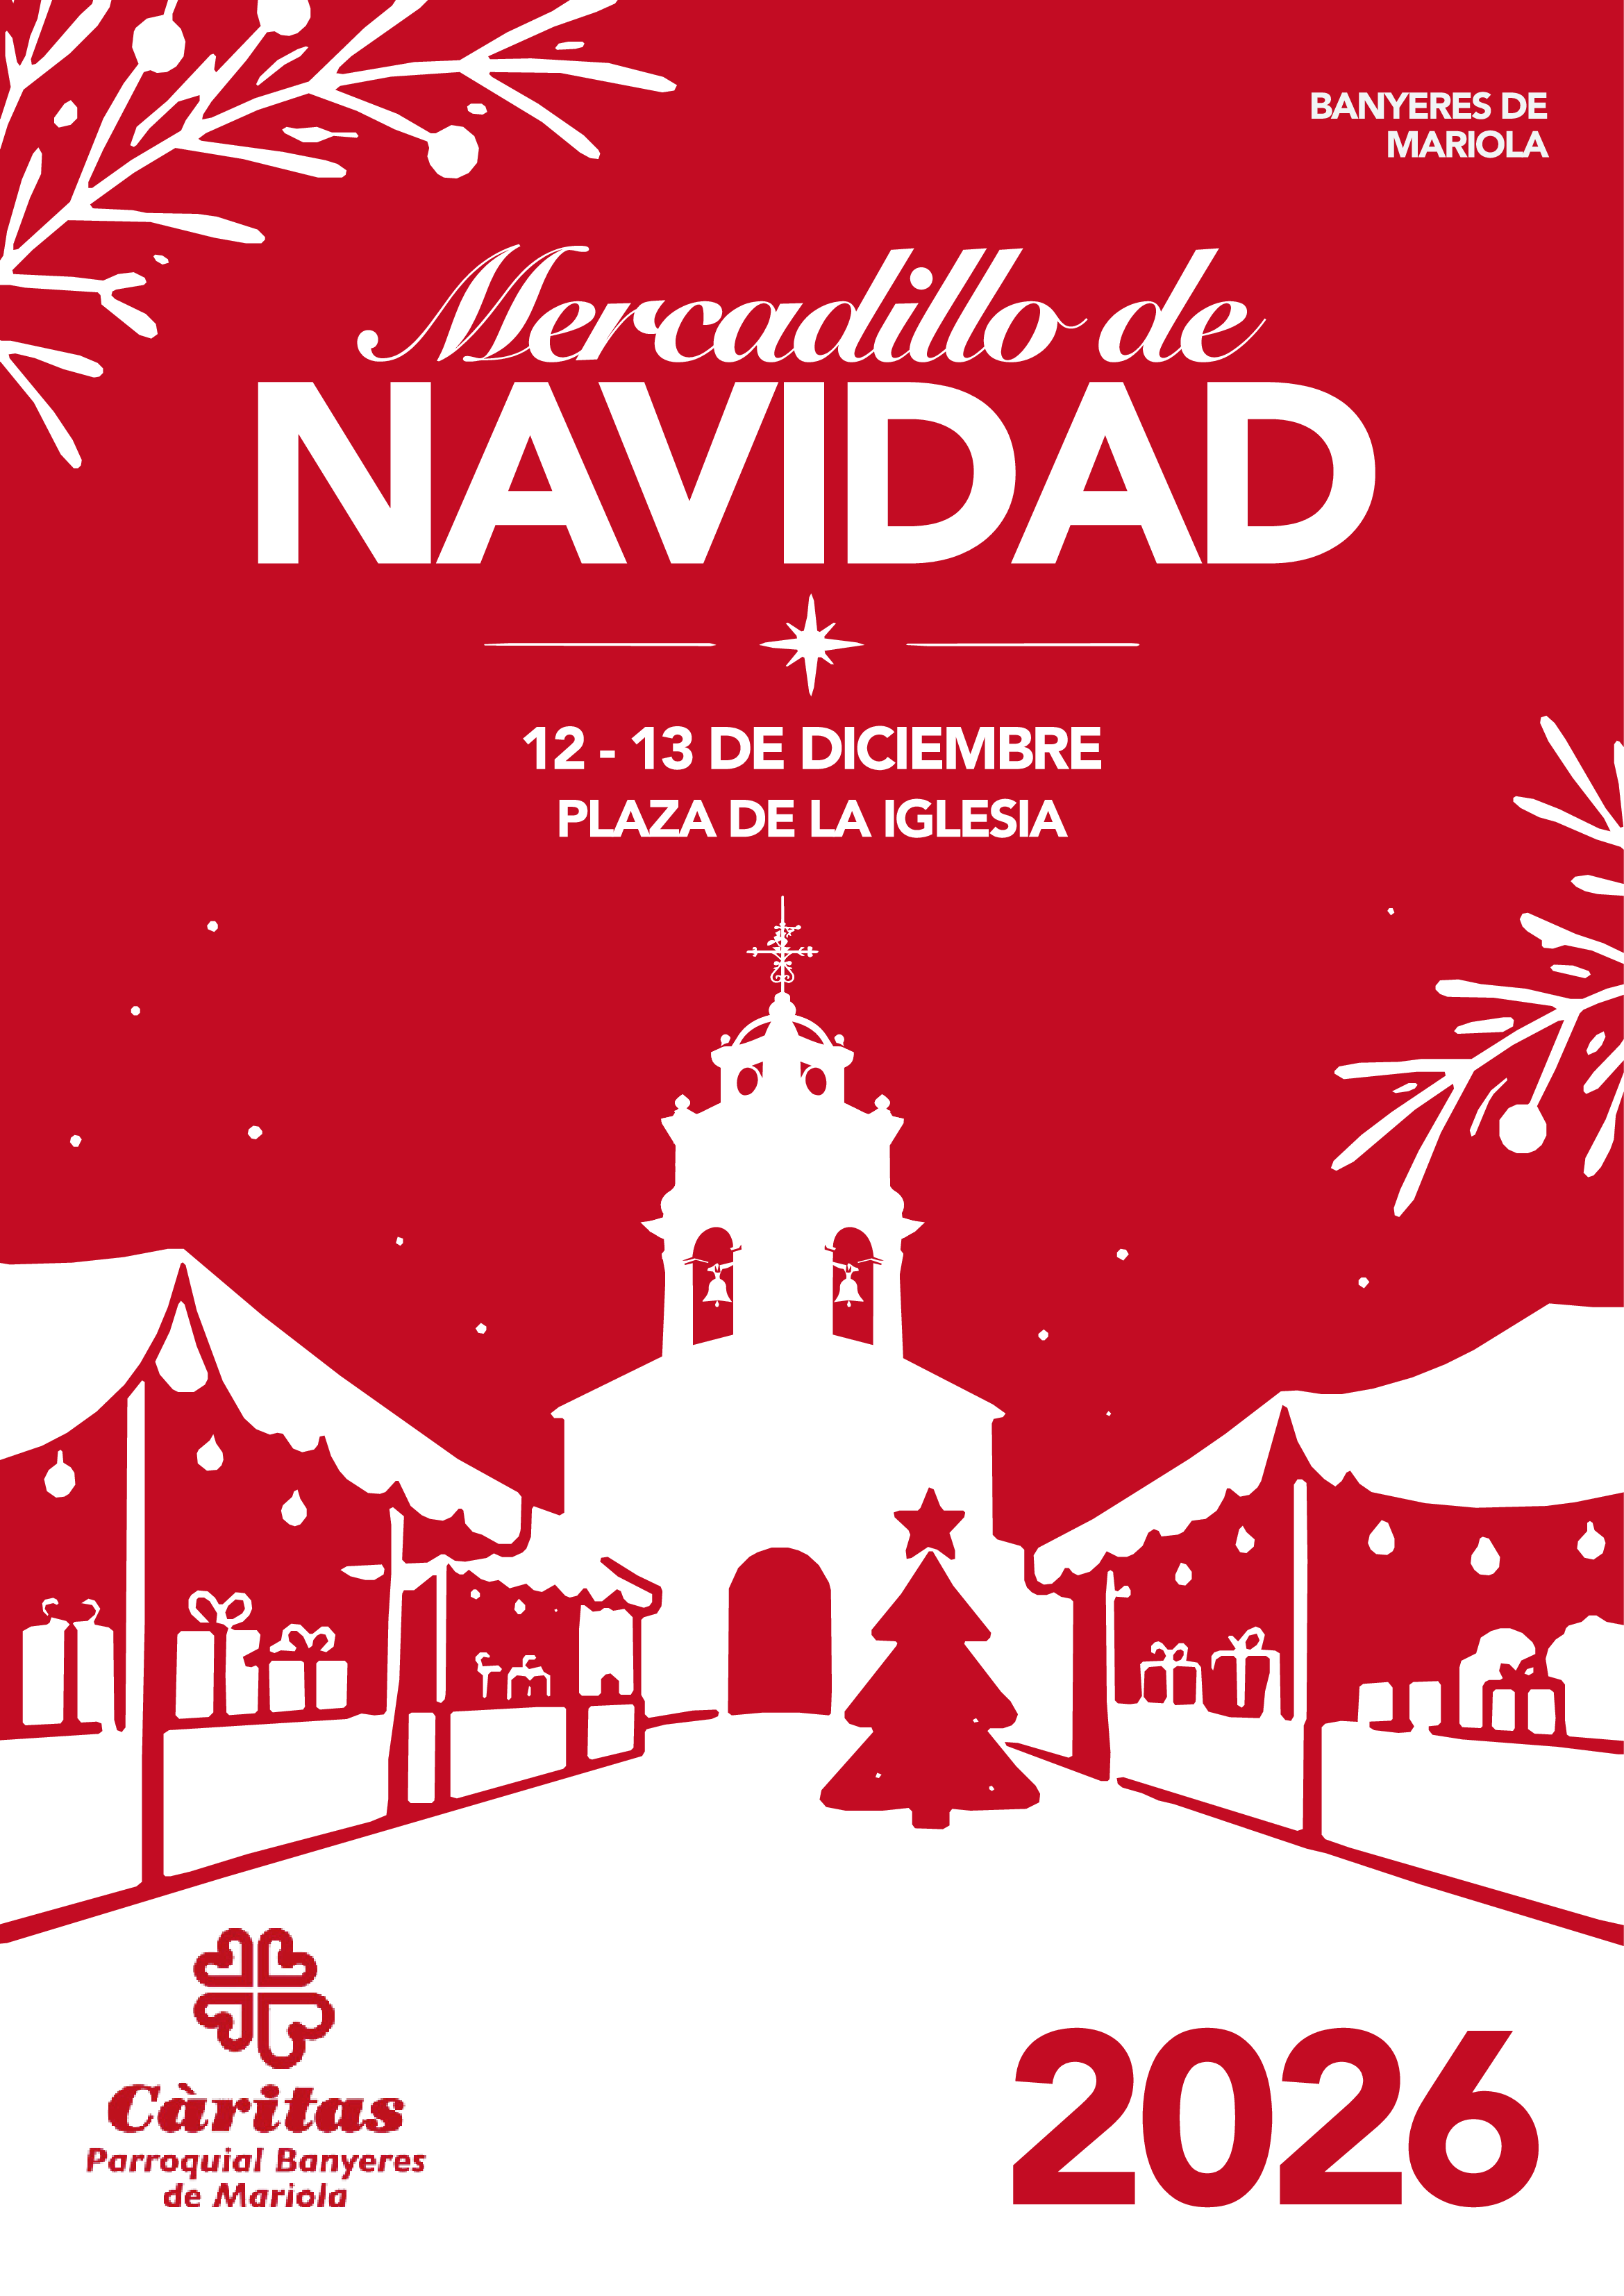 BANYERES DE
MARIOLA
Mercadillo de
NAVIDAD
12 - 13 DE DICIEMBRE
PLAZA DE LA IGLESIA
Càritas
Parroquial Banyeres
de Mariola
2026